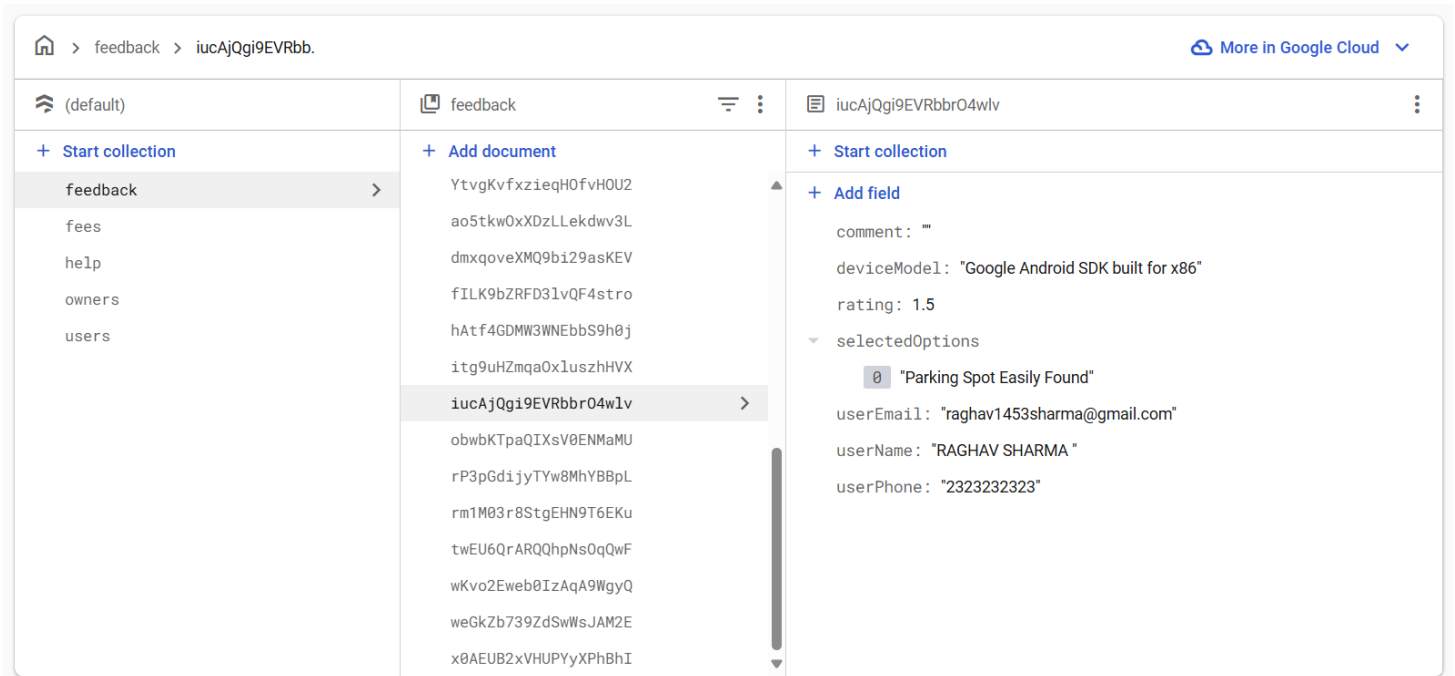 feedback > iucAjQgi9EVRbb.
More in Google Cloud
(default)
+ Start collection
feedback
fees
help
owners
users
feedback
+ Add document
YtvgKvfxzieqHOfvHOU2
ao5tkwOxXDzLLekdwv3L
dmxqoveXMQ9bi29asKEV
fILK9bZRFD3lvQF4stro
hAtf4GDMW3WNEbbS9h0j
itg9uHZmqaOxluszhHVX
iucAjQgi9EVRbbrO4wlv
obwbKTpaQIXsV0ENMaMU
rP3pGdijyTYw8MhYBBpL
rm1M03r8StgEHN9T6EKu
twEU6QrARQQhpNsOqQwF
wKvo2Eweb0IzAqA9WgyQ
weGkZb739ZdSwWsJAM2E
x0AEUB2xVHUPYyXPhBhI
iucAjQgi9EVRbbrO4wlv
+ Start collection
+ Add field
comment: ""
deviceModel: "Google Android SDK built for x86"
rating: 1.5
selectedOptions
0 "Parking Spot Easily Found"
userEmail: "raghav1453sharma@gmail.com"
userName: "RAGHAV SHARMA "
userPhone: "2323232323"